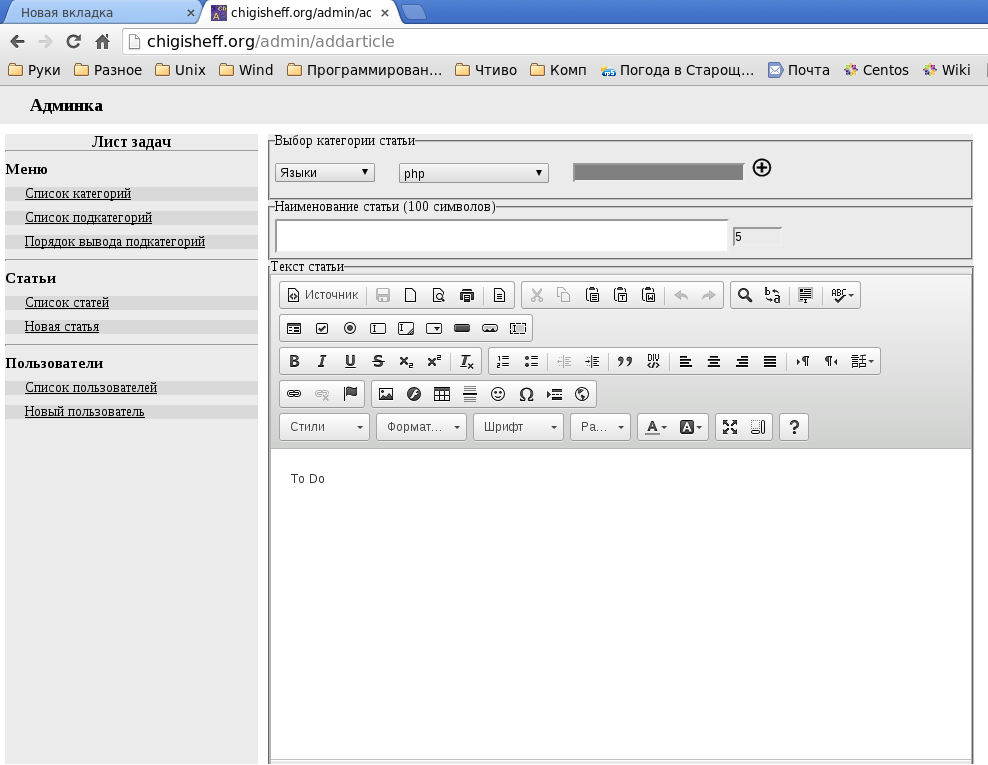 Новая вкладка
chigisheff.org/admin/ac
chigisheff.org/admin/addarticle
Руки Разное Unix Wind Программирован... Чтиво Комп Погода в Старощ... Почта Centos Wiki
Админка
Лист задач
Меню
Список категорий
Список подкатегорий
Порядок вывода подкатегорий
Статьи
Список статей
Новая статья
Пользователи
Список пользователей
Новый пользователь
Выбор категории статьи
Языки php
Наименование статьи (100 символов)
5
Текст статьи
Источник
Стили Формат... Шрифт Ра...
To Do